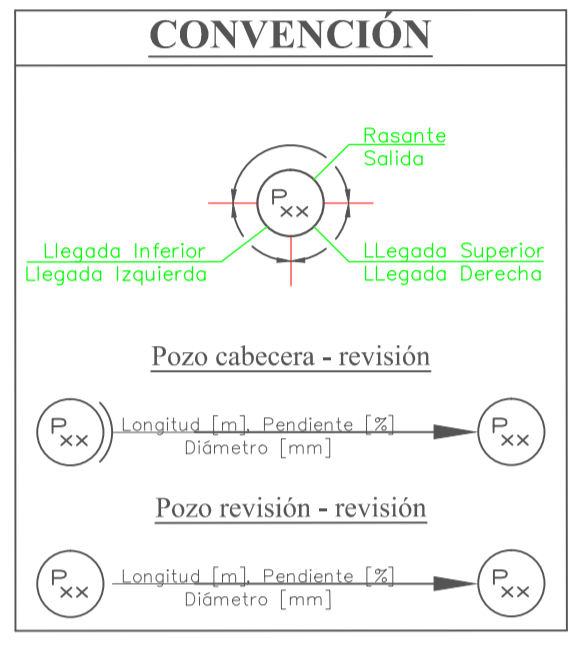 CONVENCIÓN
Rasante
Salida
P
xx
Llegada Inferior
Llegada Izquierda
LLegada Superior
LLegada Derecha
Pozo cabecera - revisión
P
xx
Longitud [m], Pendiente [%]
Diámetro [mm]
P
xx
Pozo revisión - revisión
P
xx
Longitud [m], Pendiente [%]
Diámetro [mm]
P
xx